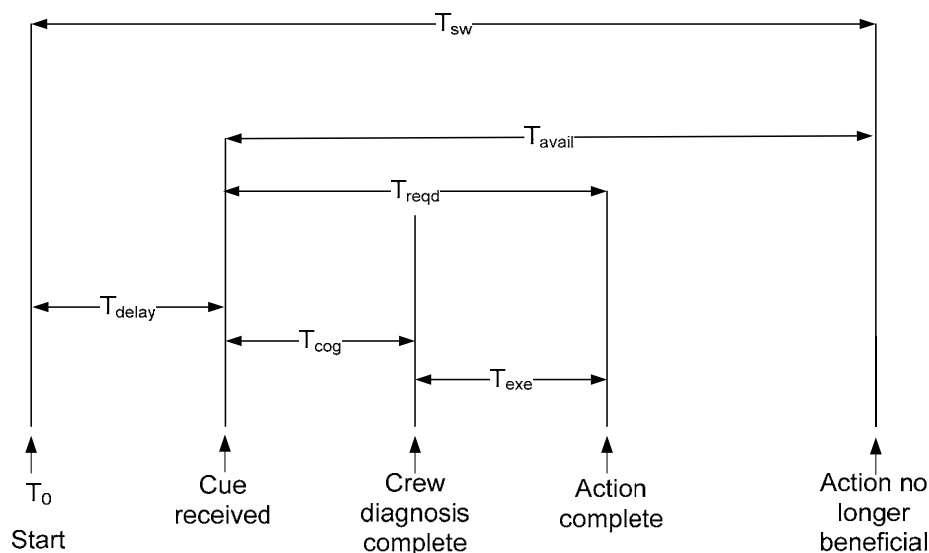 Tsw
Tavail
Treqd
Tdelay
Tcog
Texe
T0
Start
Cue
received
Crew
diagnosis
complete
Action
complete
Action no
longer
beneficial